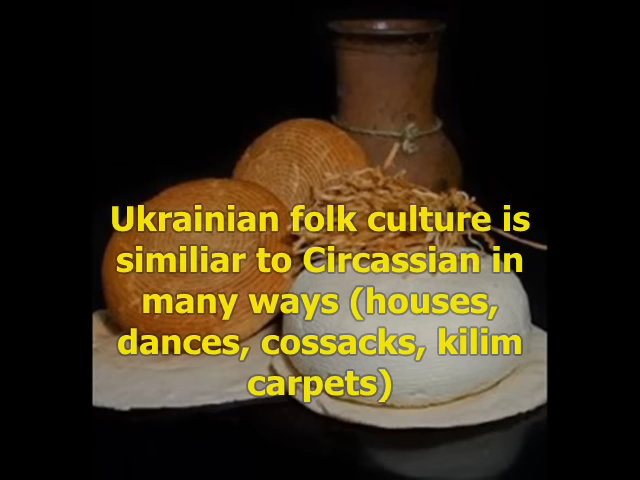 Ukrainian folk culture is
similiar to Circassian in
many ways (houses,
dances, cossacks, kilim
carpets)